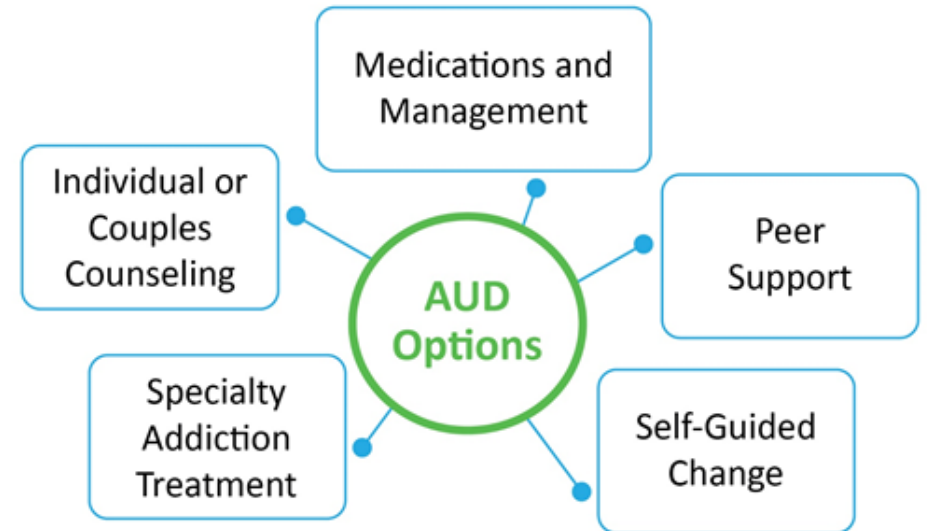 Medications and
Management
Individual or
Couples
Counseling
Peer
Support
AUD
Options
Specialty
Addiction
Treatment
Self-Guided
Change